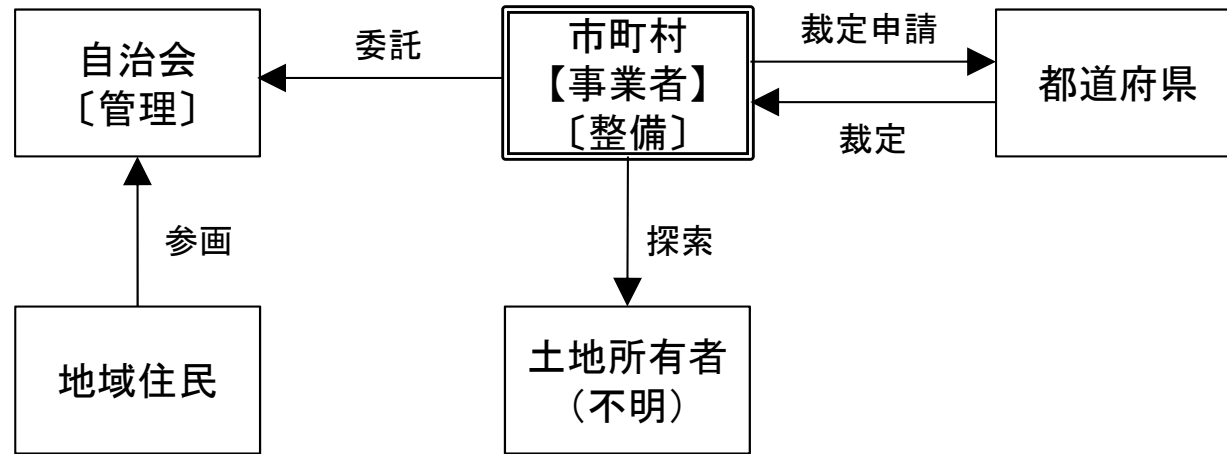 自治会
〔管理〕
委託
市町村
【事業者】
〔整備〕
裁定申請
裁定
都道府県
参画
探索
地域住民
土地所有者
（不明）